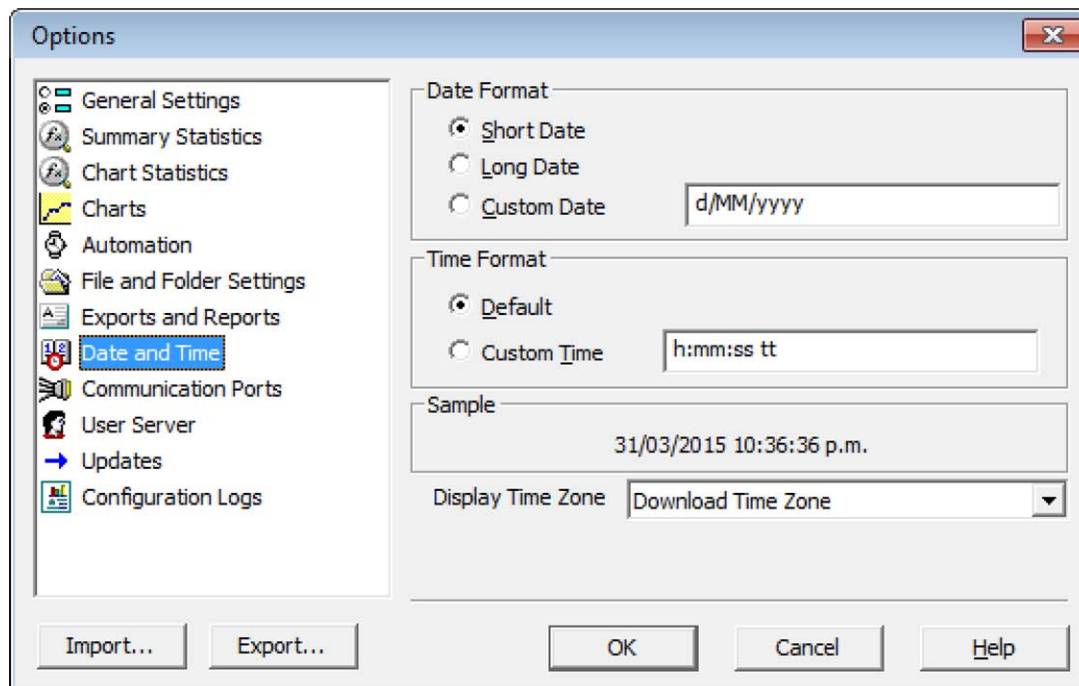 Options
General Settings
Summary Statistics
Chart Statistics
Charts
Automation
File and Folder Settings
Exports and Reports
Date and Time
Communication Ports
User Server
Updates
Configuration Logs
Import...
Export...
Date Format
Short Date
Long Date
Custom Date d/MM/yyyy
Time Format
Default
Custom Time h:mm:ss tt
Sample
31/03/2015 10:36:36 p.m.
Display Time Zone Download Time Zone
OK Cancel Help